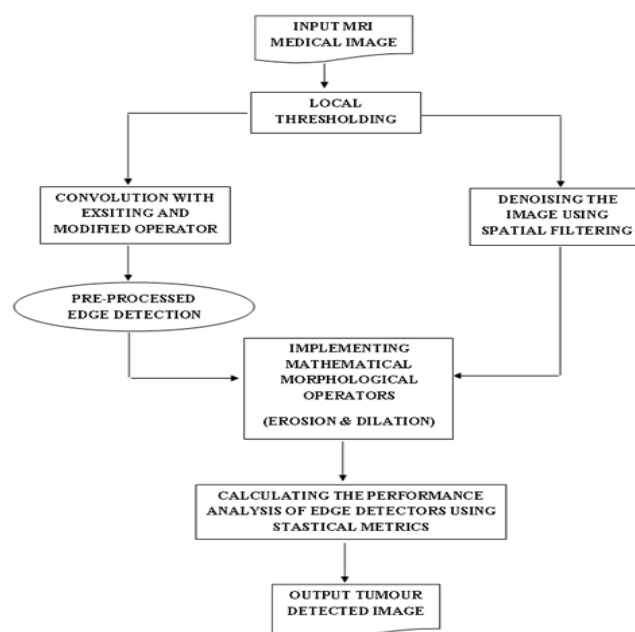 INPUT MRI
MEDICAL IMAGE
LOCAL
THRESHOLDING
CONVOLUTION WITH
EXSITING AND
MODIFIED OPERATOR
DENOISING THE
IMAGE USING
SPATIAL FILTERING
PRE-PROCESSED
EDGE DETECTION
IMPLEMENTING
MATHEMATICAL
MORPHOLOGICAL
OPERATORS
(EROSION & DILATION)
CALCULATING THE PERFORMANCE
ANALYSIS OF EDGE DETECTORS USING
STASTICAL METRICS
OUTPUT TUMOUR
DETECTED IMAGE